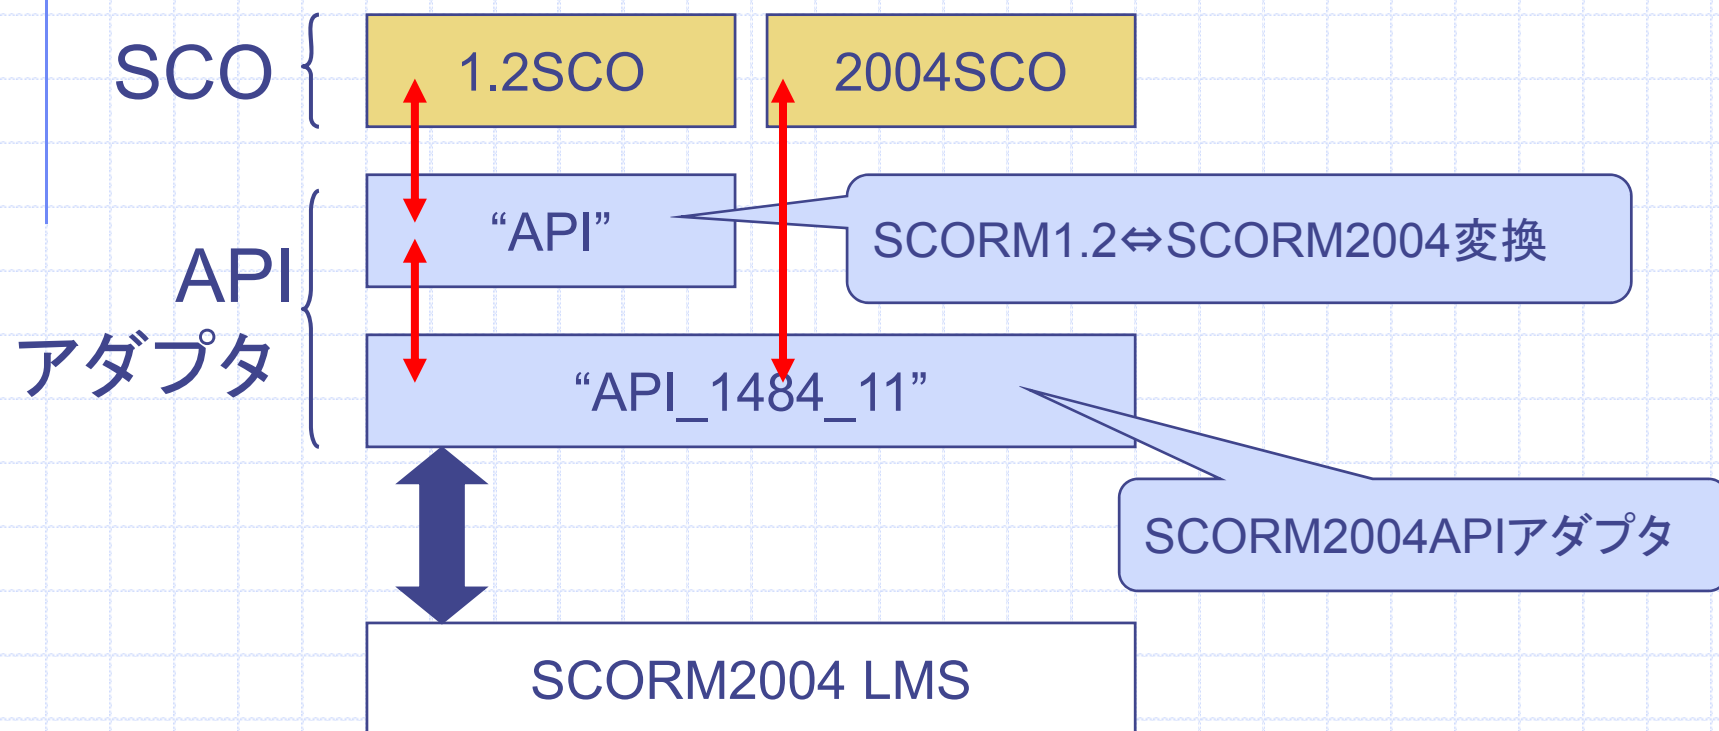 SCO
1.2SCO
2004SCO
API
アダプタ
“API”
SCORM1.2⇔SCORM2004変換
“API_1484_11”
SCORM2004APIアダプタ
SCORM2004 LMS